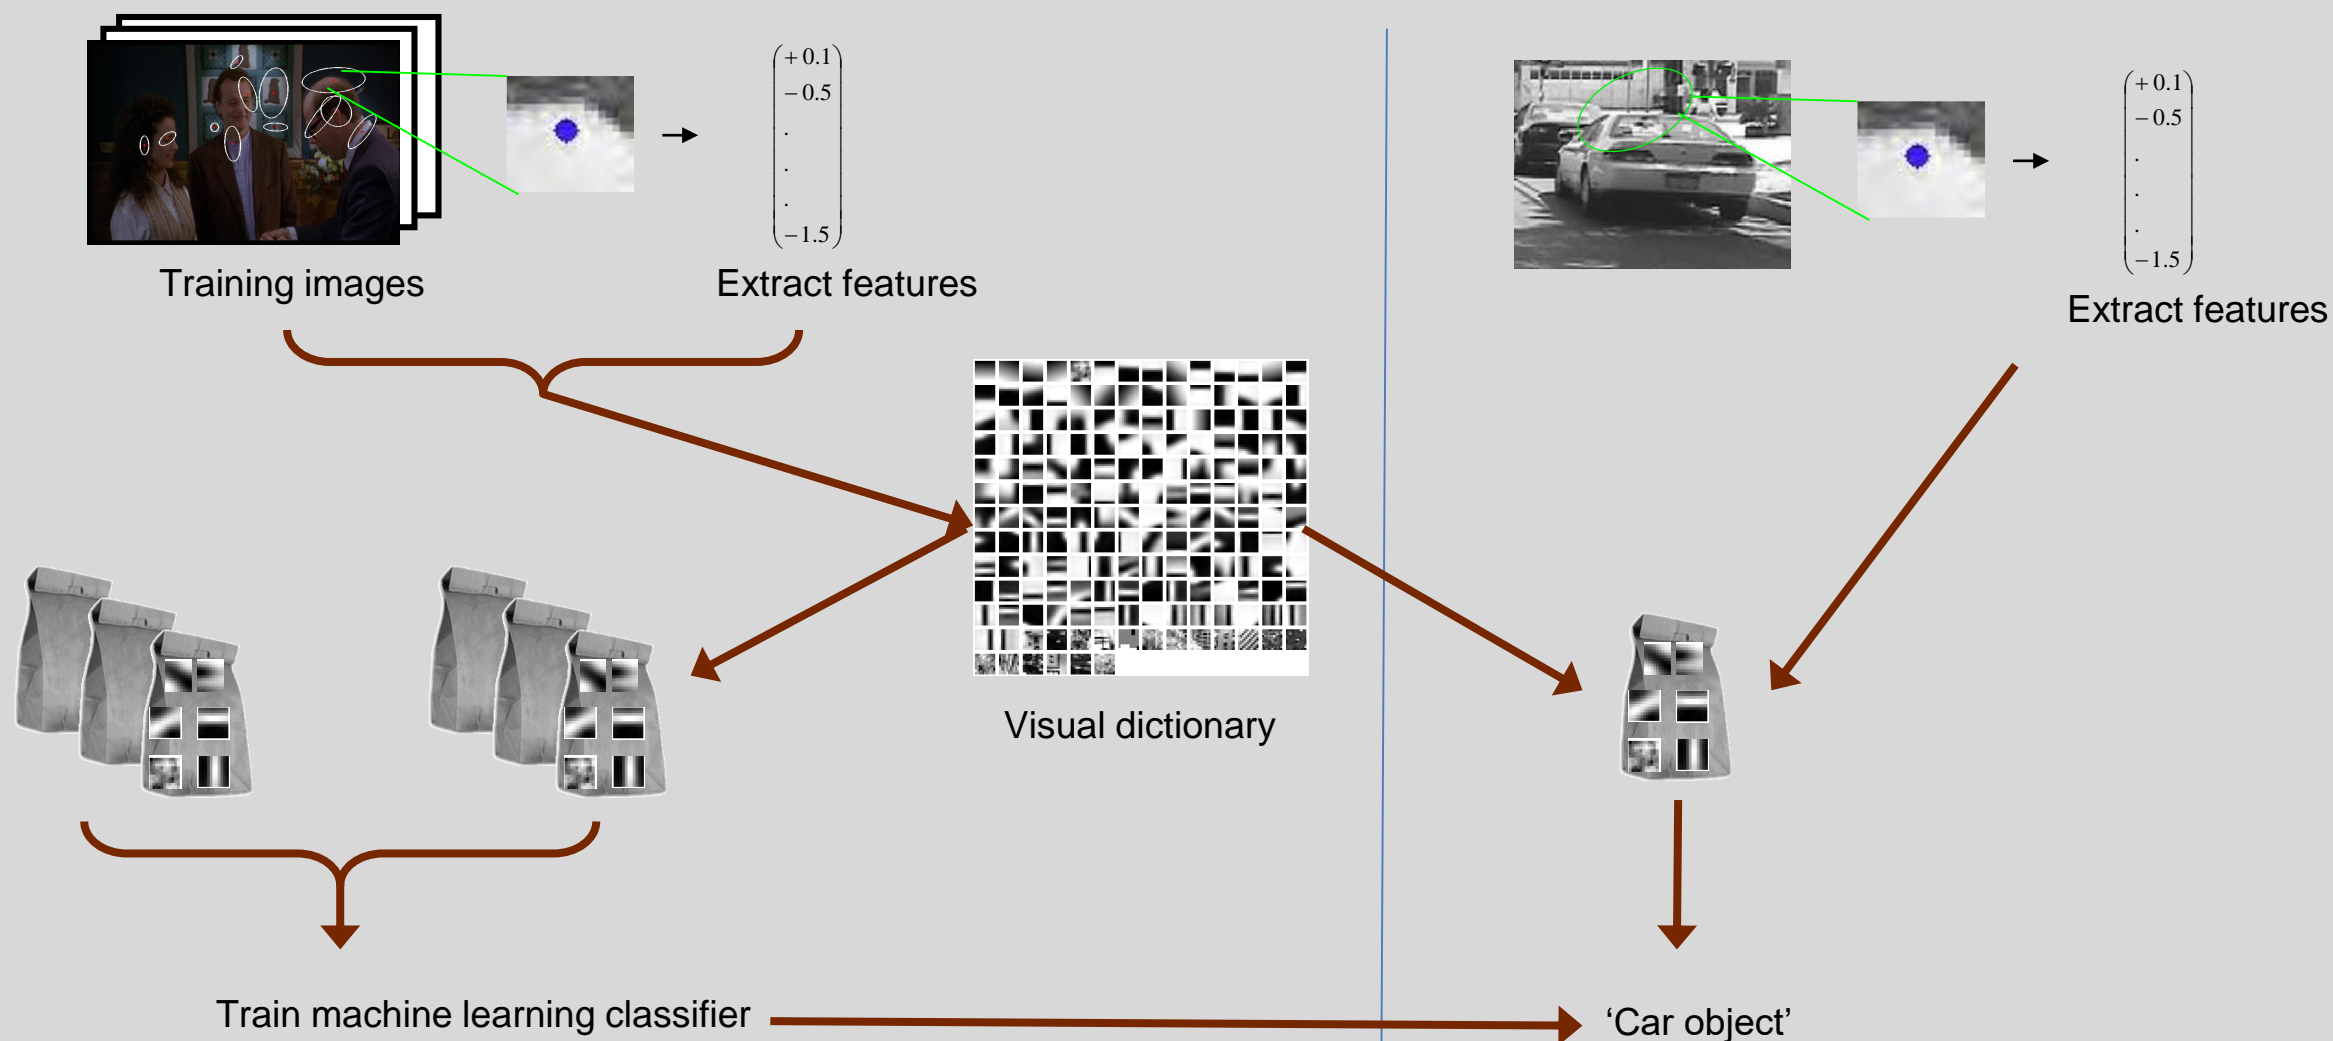 + 0.1
− 0.5
.
.
.
−1.5
Training images
Extract features
+ 0.1
− 0.5
.
.
.
−1.5
Extract features
Visual dictionary
Train machine learning classifier
‘Car object’